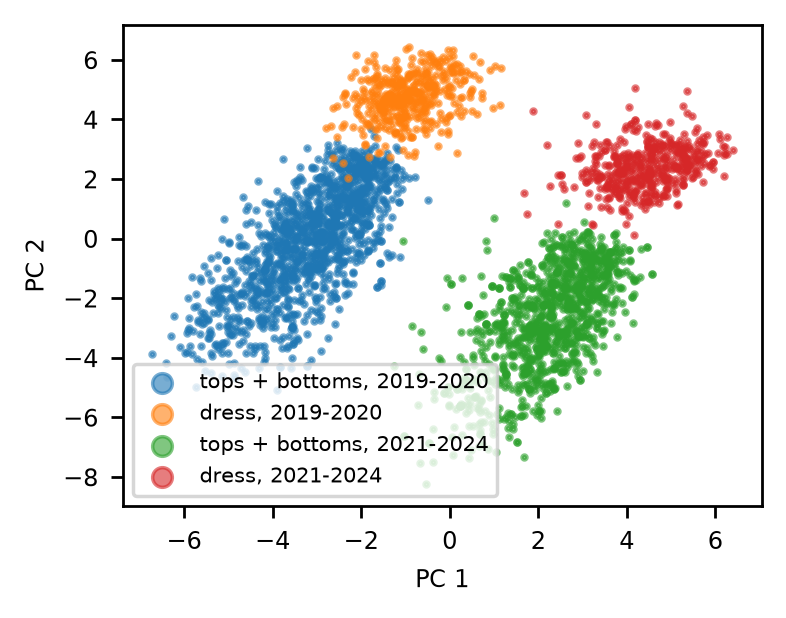 6
4
2
0
−2
−4
−6
−8
PC 2
tops + bottoms, 2019-2020
dress, 2019-2020
tops + bottoms, 2021-2024
dress, 2021-2024
−6 −4 −2 0 2 4 6
PC 1